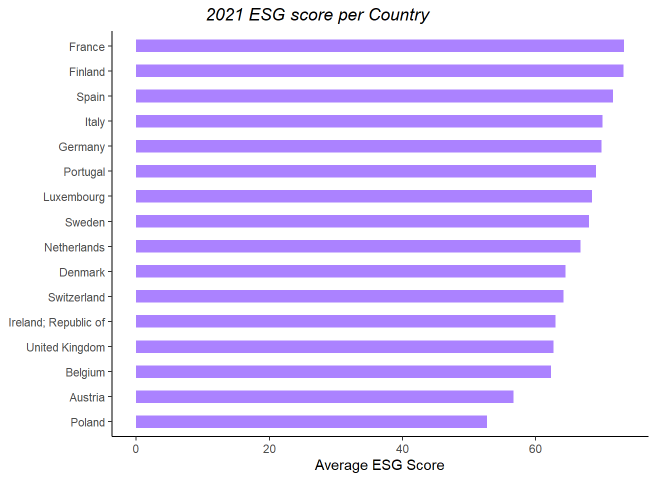 2021 ESG score per Country
France
Finland
Spain
Italy
Germany
Portugal
Luxembourg
Sweden
Netherlands
Denmark
Switzerland
Ireland; Republic of
United Kingdom
Belgium
Austria
Poland
0 20 40 60
Average ESG Score